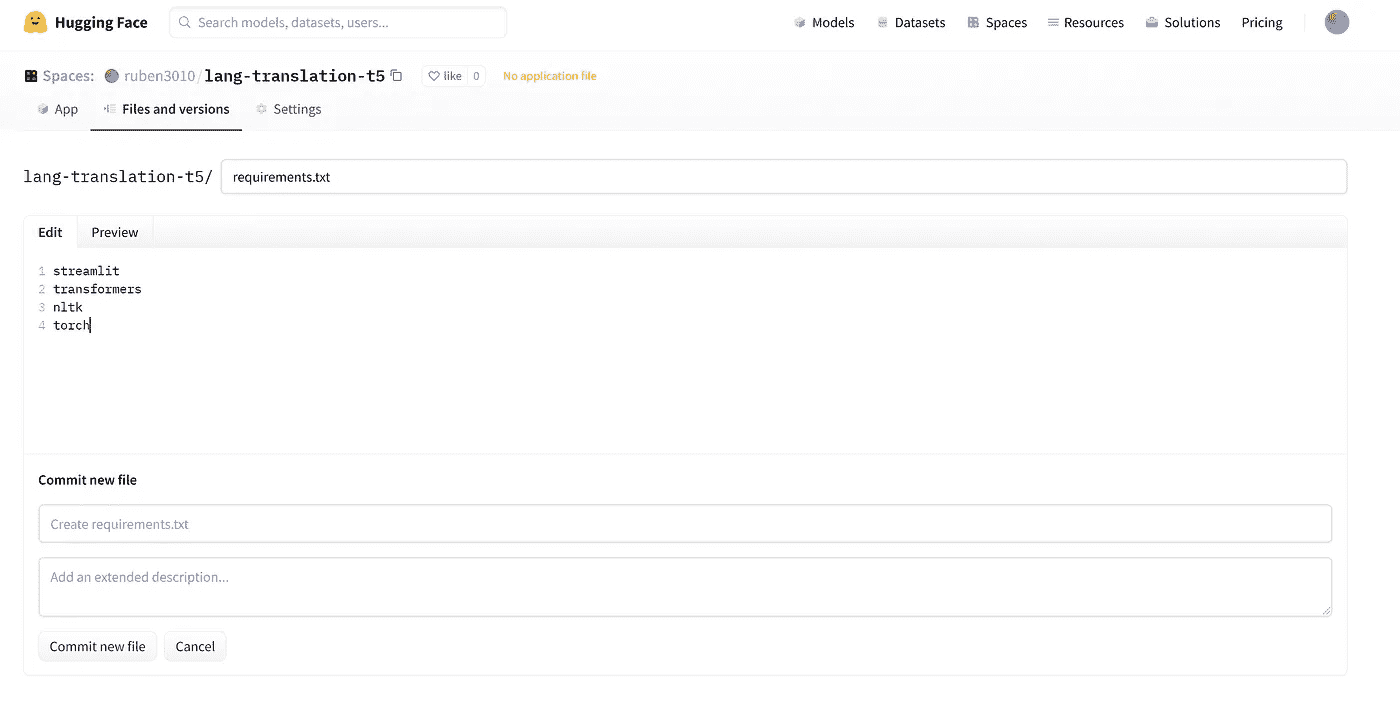 Hugging Face Search models, datasets, users... Models Datasets Spaces Resources Solutions Pricing
Spaces: ruben3010/lang-translation-t5 like 0 No application file
App Files and versions Settings
lang-translation-t5/ requirements.txt
Edit Preview
1 streamlit
2 transformers
3 nltk
4 torch
Commit new file
Create requirements.txt
Add an extended description...
Commit new file Cancel